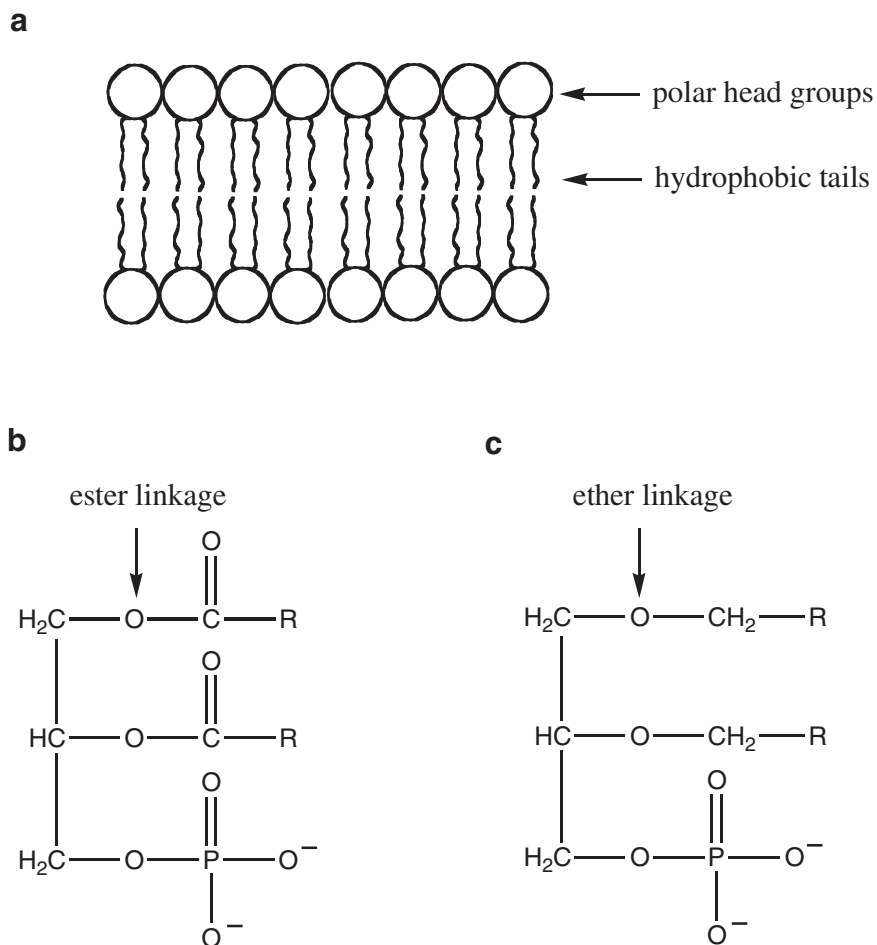 a
polar head groups
hydrophobic tails
b
c
ester linkage
ether linkage
O
H₂C O C R
H₂C O CH₂ R
O
HC O C R
HC O CH₂ R
O
O
H₂C O P O⁻
H₂C O P O⁻
O⁻
O⁻